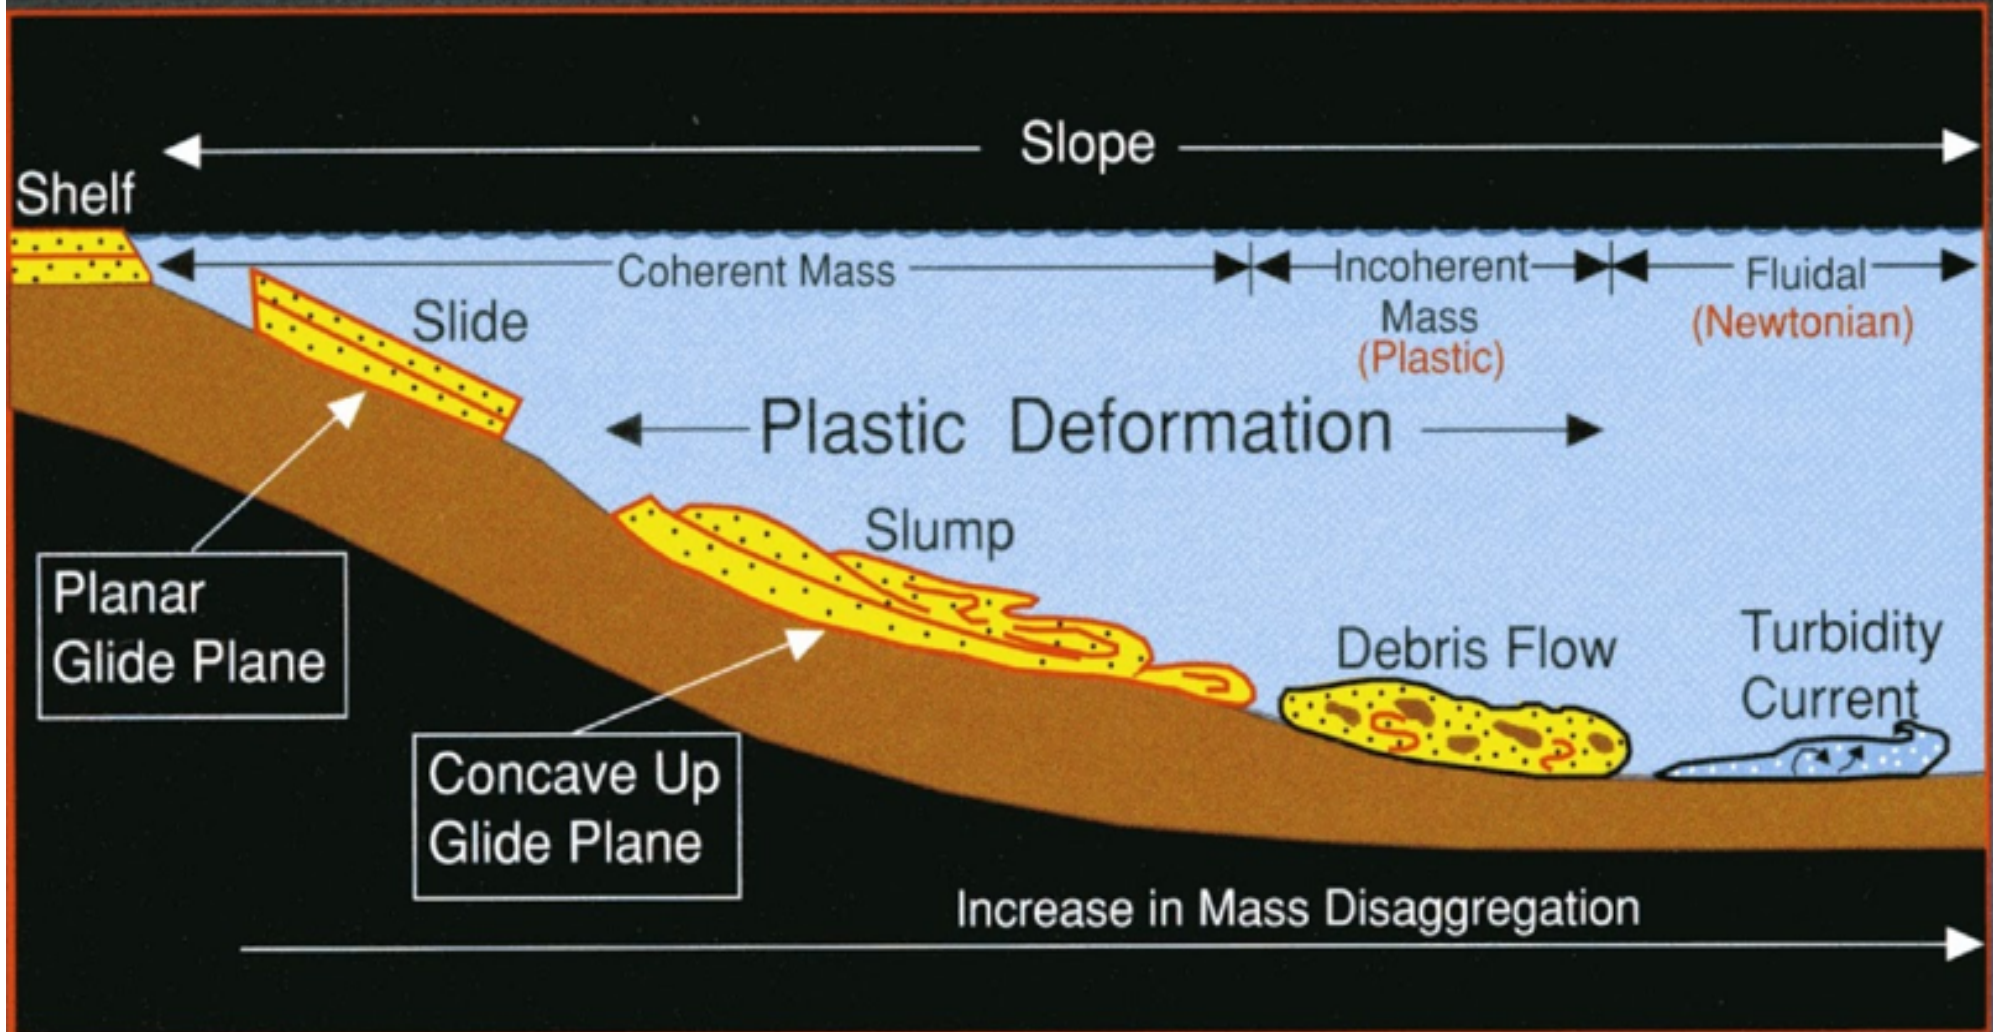 Slope
Shelf
Coherent Mass
Incoherent
Mass
(Plastic)
Fluidal
(Newtonian)
Slide
Plastic Deformation
Slump
Planar
Glide Plane
Debris Flow
Turbidity
Current
Concave Up
Glide Plane
Increase in Mass Disaggregation